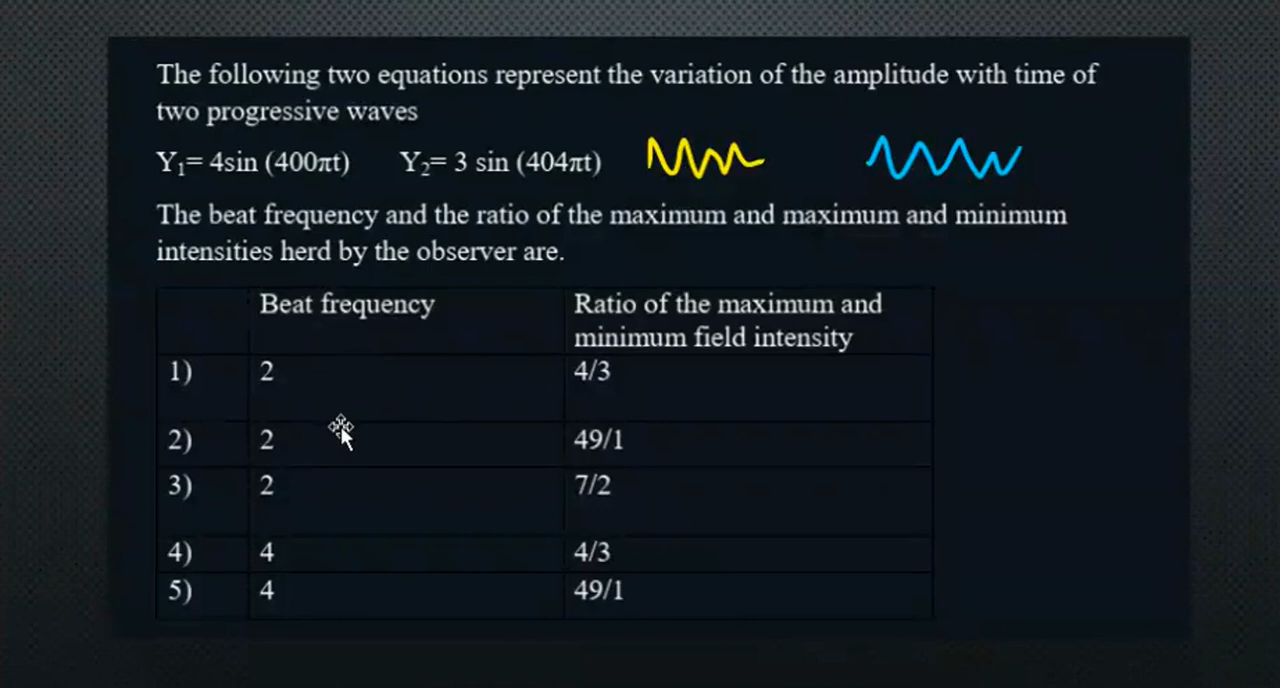 The following two equations represent the variation of the amplitude with time of
two progressive waves
Y₁= 4sin (400πt) Y₂= 3 sin (404πt)
The beat frequency and the ratio of the maximum and maximum and minimum
intensities herd by the observer are.
Beat frequency Ratio of the maximum and
minimum field intensity
1) 2 4/3
2) 2 49/1
3) 2 7/2
4) 4 4/3
5) 4 49/1